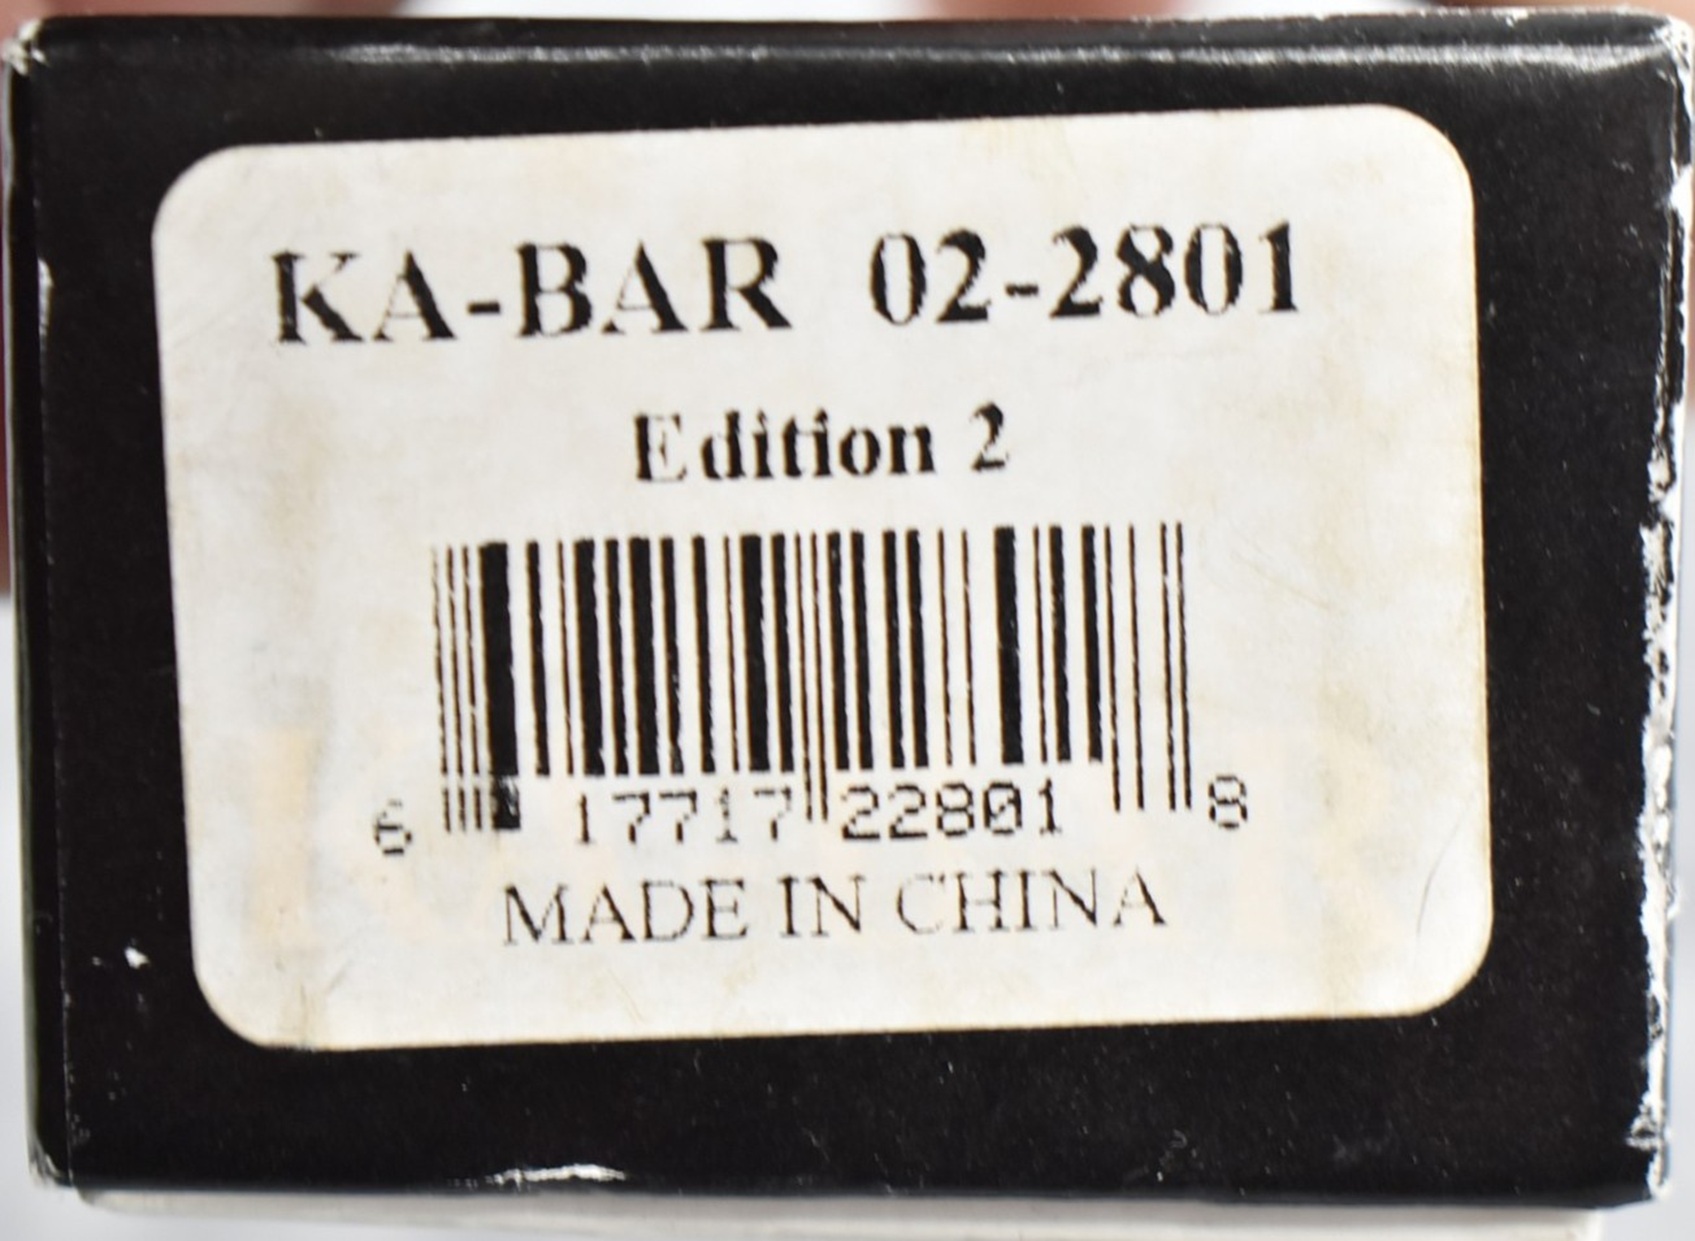 KA-BAR 02-2801
Edition 2
6 17717 22801 8
MADE IN CHINA